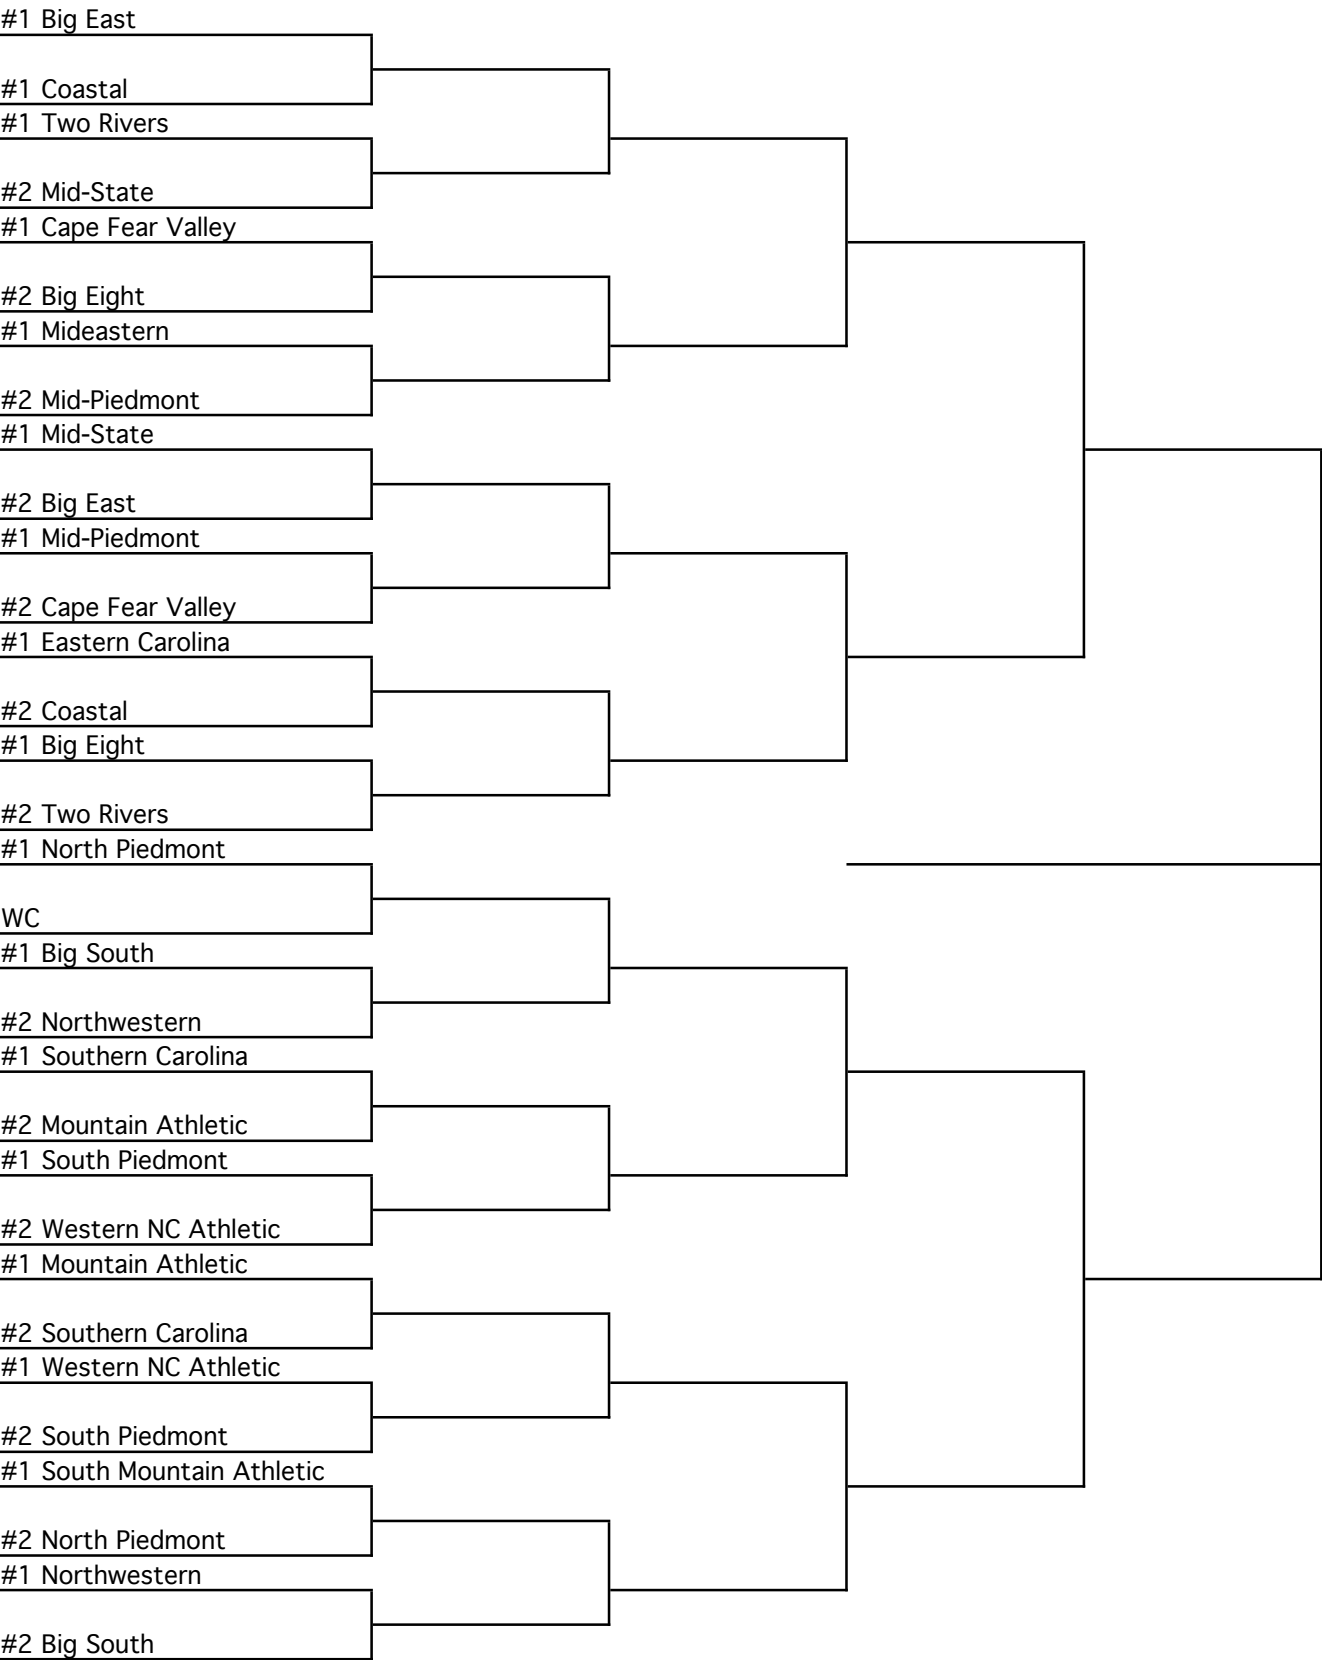 #1 Big East
#1 Coastal
#1 Two Rivers
#2 Mid-State
#1 Cape Fear Valley
#2 Big Eight
#1 Mideastern
#2 Mid-Piedmont
#1 Mid-State
#2 Big East
#1 Mid-Piedmont
#2 Cape Fear Valley
#1 Eastern Carolina
#2 Coastal
#1 Big Eight
#2 Two Rivers
#1 North Piedmont
WC
#1 Big South
#2 Northwestern
#1 Southern Carolina
#2 Mountain Athletic
#1 South Piedmont
#2 Western NC Athletic
#1 Mountain Athletic
#2 Southern Carolina
#1 Western NC Athletic
#2 South Piedmont
#1 South Mountain Athletic
#2 North Piedmont
#1 Northwestern
#2 Big South